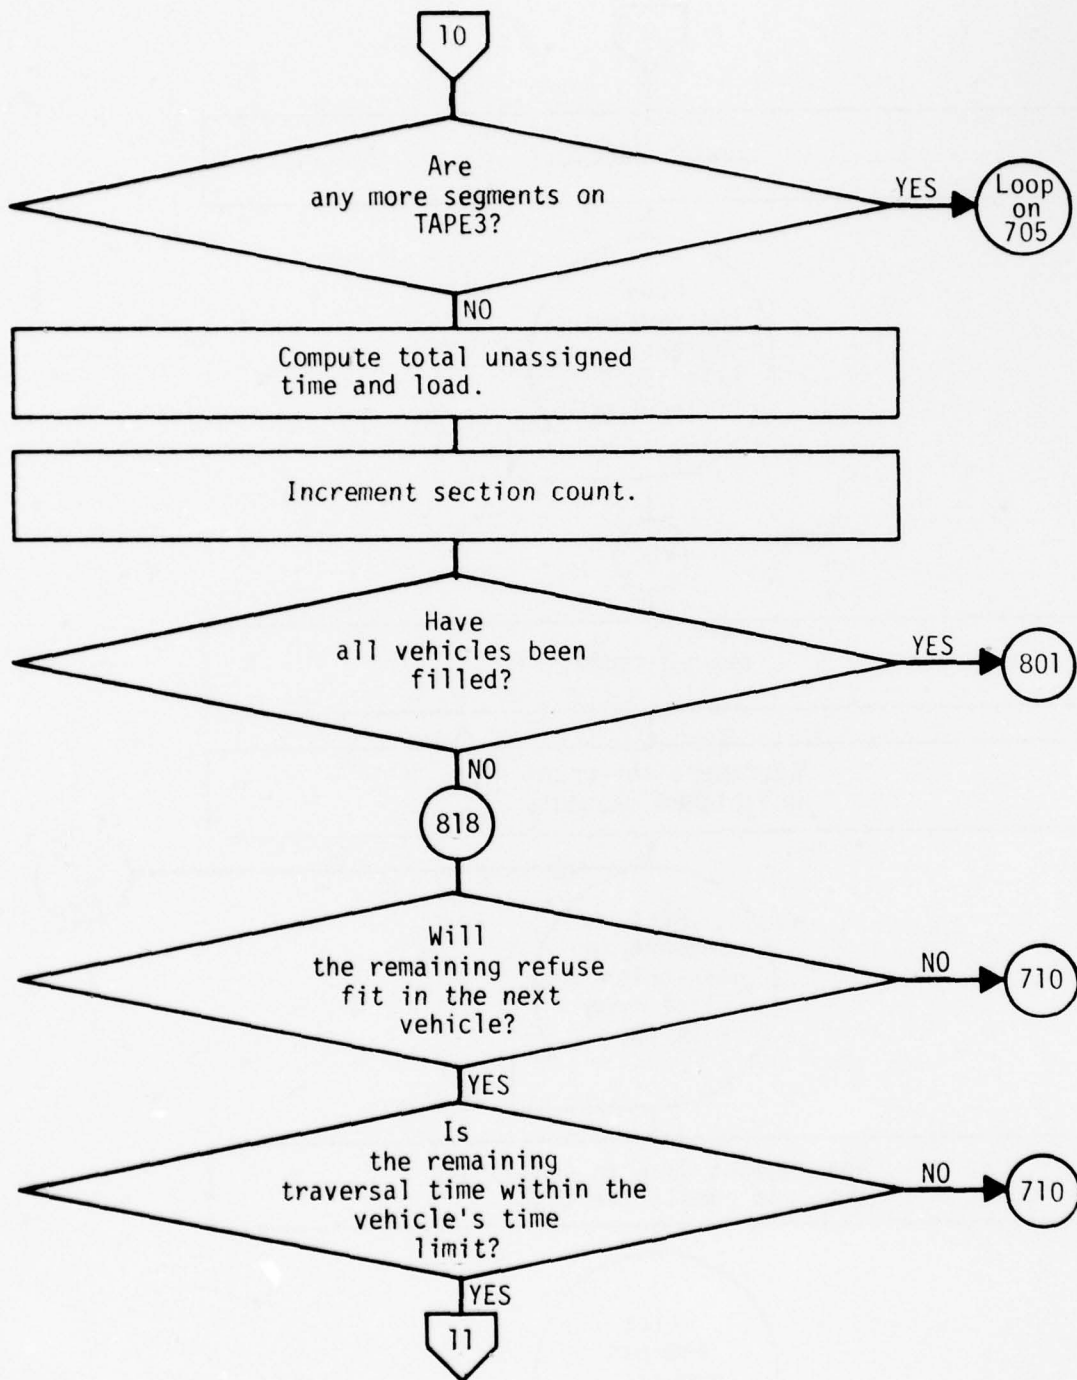 10
Are
any more segments on
TAPE3?
YES
Loop
on
705
NO
Compute total unassigned
time and load.
Increment section count.
Have
all vehicles been
filled?
YES
801
NO
818
Will
the remaining refuse
fit in the next
vehicle?
NO
710
YES
Is
the remaining
traversal time within the
vehicle's time
limit?
NO
710
YES
11